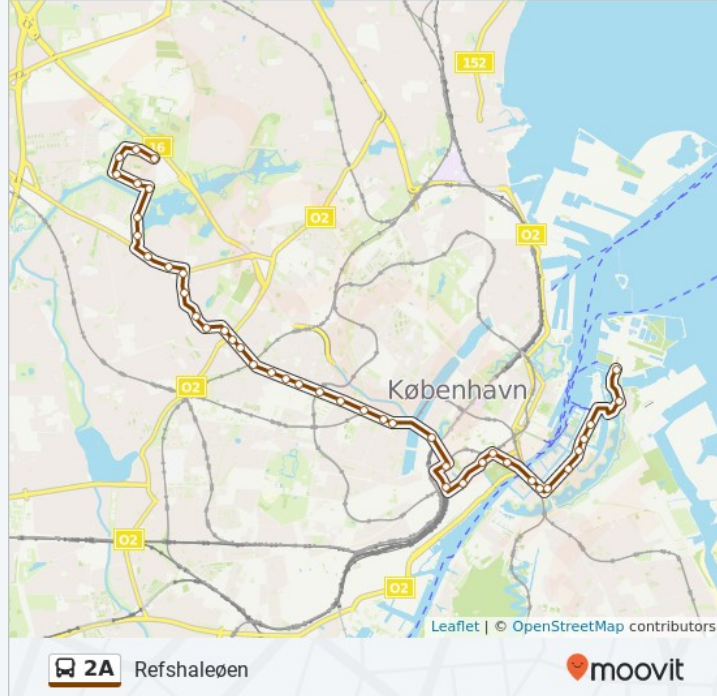 152
16
O2
O2
København
O2
O2
O2
Leaflet | © OpenStreetMap contributors
2A Refshaleøen
moovit